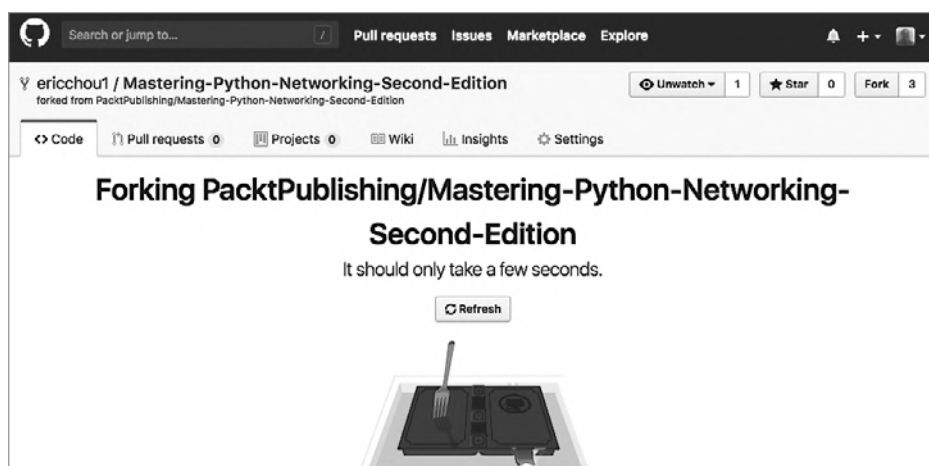 Search or jump to... / Pull requests Issues Marketplace Explore
ericchou1 / Mastering-Python-Networking-Second-Edition Unwatch 1 Star 0 Fork 3
forked from PacktPublishing/Mastering-Python-Networking-Second-Edition
<> Code Pull requests 0 Projects 0 Wiki Insights Settings
Forking PacktPublishing/Mastering-Python-Networking-
Second-Edition
It should only take a few seconds.
Refresh